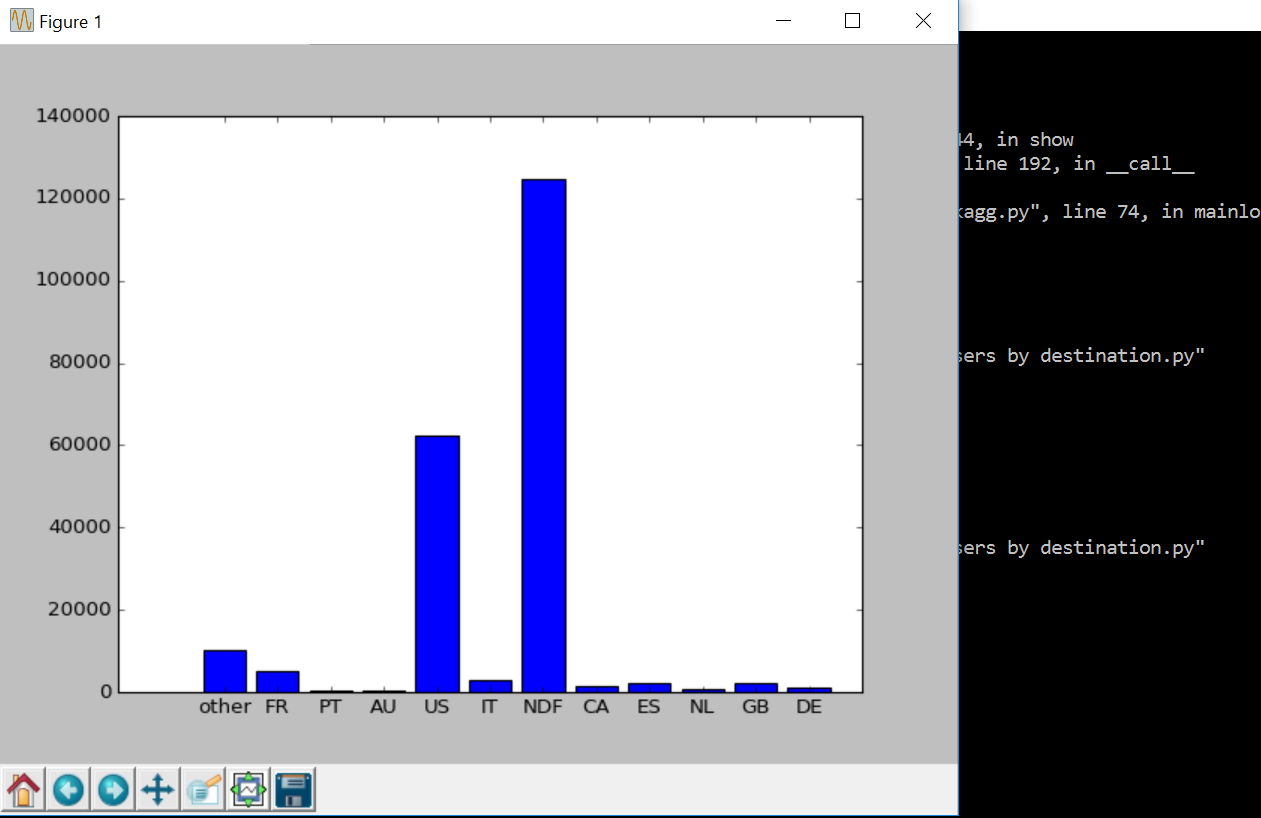 Figure 1
140000
120000
100000
80000
60000
40000
20000
0
other FR PT AU US IT NDF CA ES NL GB DE
44, in show
line 192, in __call__
kagg.py", line 74, in mainlo
sers by destination.py"
sers by destination.py"